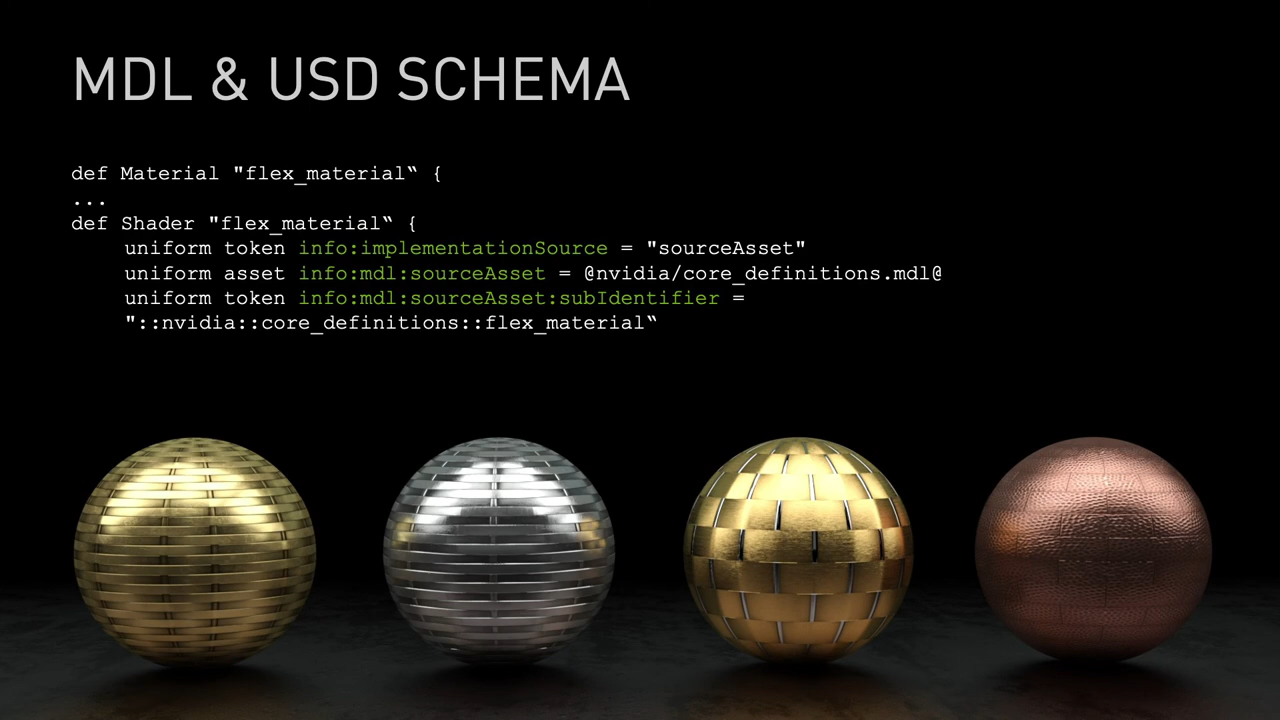 MDL & USD SCHEMA
def Material "flex_material‟ {
...
def Shader "flex_material‟ {
uniform token info:implementationSource = "sourceAsset"
uniform asset info:mdl:sourceAsset = @nvidia/core_definitions.mdl@
uniform token info:mdl:sourceAsset:subIdentifier =
"::nvidia::core_definitions::flex_material‟